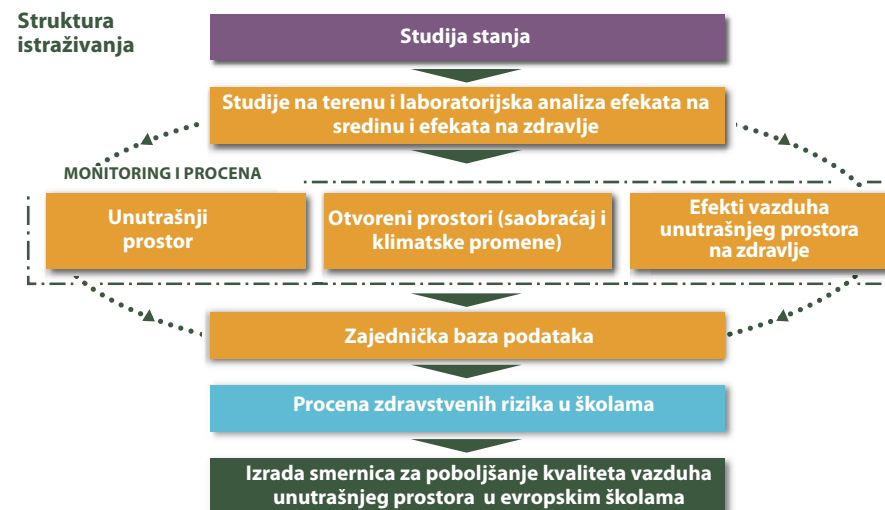 Struktura
istraživanja
Studija stanja
Studije na terenu i laboratorijska analiza efekata na
sredinu i efekata na zdravlje
MONITORING I PROCENA
Unutrašnji
prostor
Otvoreni prostori (saobraćaj i
klimatske promene)
Efekti vazduha
unutrašnjeg prostora
na zdravlje
Zajednička baza podataka
Procena zdravstvenih rizika u školama
Izrada smernica za poboljšanje kvaliteta vazduha
unutrašnjeg prostora u evropskim školama